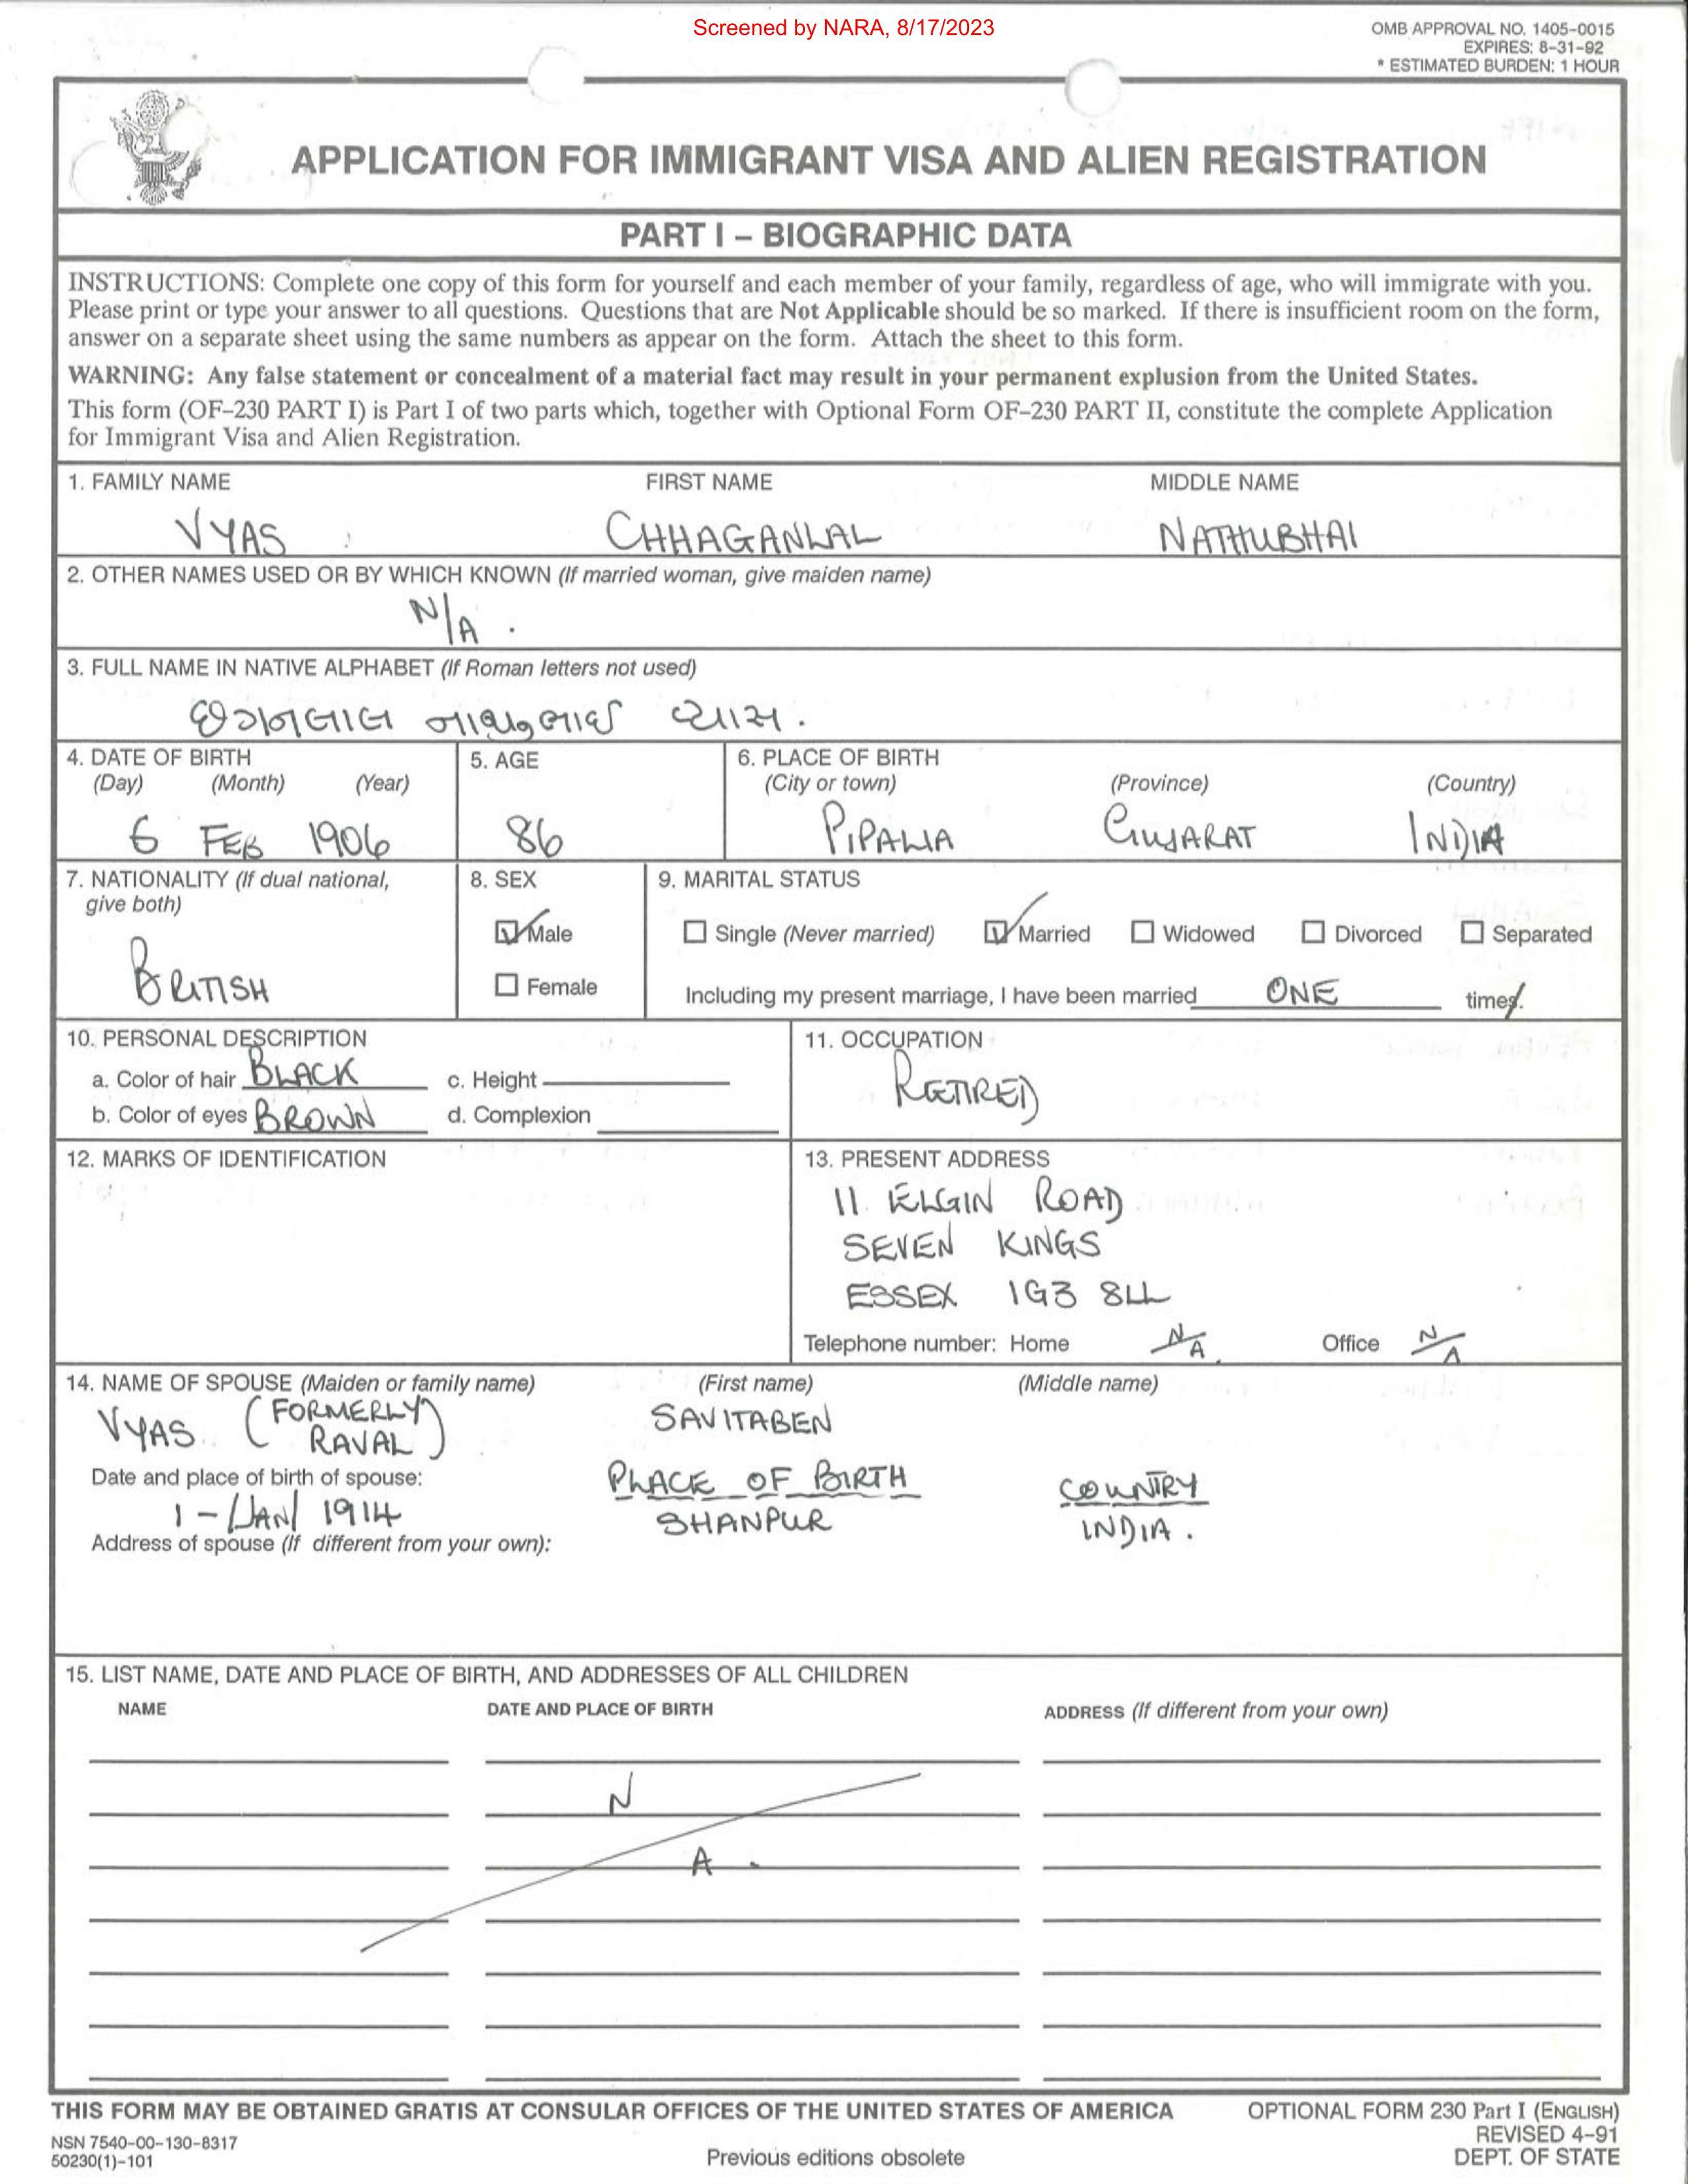 Screened by NARA, 8/17/2023
OMB APPROVAL NO. 1405-0015
EXPIRES: 8-31-92
* ESTIMATED BURDEN: 1 HOUR
APPLICATION FOR IMMIGRANT VISA AND ALIEN REGISTRATION
PART I – BIOGRAPHIC DATA
INSTRUCTIONS: Complete one copy of this form for yourself and each member of your family, regardless of age, who will immigrate with you.
Please print or type your answer to all questions. Questions that are Not Applicable should be so marked. If there is insufficient room on the form,
answer on a separate sheet using the same numbers as appear on the form. Attach the sheet to this form.
WARNING: Any false statement or concealment of a material fact may result in your permanent explusion from the United States.
This form (OF-230 PART I) is Part I of two parts which, together with Optional Form OF-230 PART II, constitute the complete Application
for Immigrant Visa and Alien Registration.
1. FAMILY NAME FIRST NAME MIDDLE NAME
VYAS CHHAGANLAL NATHUBHAI
2. OTHER NAMES USED OR BY WHICH KNOWN (If married woman, give maiden name)
N/A.
3. FULL NAME IN NATIVE ALPHABET (If Roman letters not used)
છગનલાલ નાથુભાઈ વ્યાસ.
4. DATE OF BIRTH 5. AGE 6. PLACE OF BIRTH
(Day) (Month) (Year) (City or town) (Province) (Country)
6 FEB 1906 86 PIPALIA GUJARAT INDIA
7. NATIONALITY (If dual national, 8. SEX 9. MARITAL STATUS
give both)
Male Single (Never married) Married Widowed Divorced Separated
BRITISH Female Including my present marriage, I have been married ONE times.
10. PERSONAL DESCRIPTION 11. OCCUPATION
a. Color of hair BLACK c. Height RETIRED
b. Color of eyes BROWN d. Complexion
12. MARKS OF IDENTIFICATION 13. PRESENT ADDRESS
11 ELGIN ROAD
SEVEN KINGS
ESSEX IG3 8LL
Telephone number: Home N/A. Office N/A
14. NAME OF SPOUSE (Maiden or family name) (First name) (Middle name)
VYAS (FORMERLY RAVAL) SAVITABEN
Date and place of birth of spouse: PLACE OF BIRTH COUNTRY
1-/JAN/ 1914 SHANPUR INDIA.
Address of spouse (If different from your own):
15. LIST NAME, DATE AND PLACE OF BIRTH, AND ADDRESSES OF ALL CHILDREN
NAME DATE AND PLACE OF BIRTH ADDRESS (If different from your own)
N/A.
THIS FORM MAY BE OBTAINED GRATIS AT CONSULAR OFFICES OF THE UNITED STATES OF AMERICA OPTIONAL FORM 230 Part I (ENGLISH)
NSN 7540-00-130-8317 REVISED 4-91
50230(1)-101 Previous editions obsolete DEPT. OF STATE